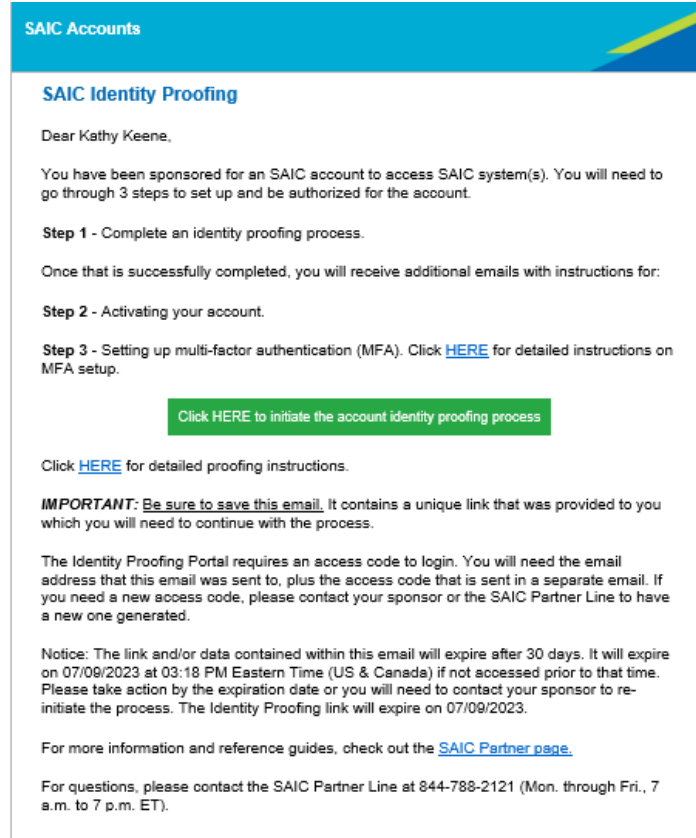 SAIC Accounts
SAIC Identity Proofing
Dear Kathy Keene,
You have been sponsored for an SAIC account to access SAIC system(s). You will need to
go through 3 steps to set up and be authorized for the account.
Step 1 - Complete an identity proofing process.
Once that is successfully completed, you will receive additional emails with instructions for:
Step 2 - Activating your account.
Step 3 - Setting up multi-factor authentication (MFA). Click HERE for detailed instructions on
MFA setup.
Click HERE to initiate the account identity proofing process
Click HERE for detailed proofing instructions.
IMPORTANT: Be sure to save this email. It contains a unique link that was provided to you
which you will need to continue with the process.
The Identity Proofing Portal requires an access code to login. You will need the email
address that this email was sent to, plus the access code that is sent in a separate email. If
you need a new access code, please contact your sponsor or the SAIC Partner Line to have
a new one generated.
Notice: The link and/or data contained within this email will expire after 30 days. It will expire
on 07/09/2023 at 03:18 PM Eastern Time (US & Canada) if not accessed prior to that time.
Please take action by the expiration date or you will need to contact your sponsor to re-
initiate the process. The Identity Proofing link will expire on 07/09/2023.
For more information and reference guides, check out the SAIC Partner page.
For questions, please contact the SAIC Partner Line at 844-788-2121 (Mon. through Fri., 7
a.m. to 7 p.m. ET).